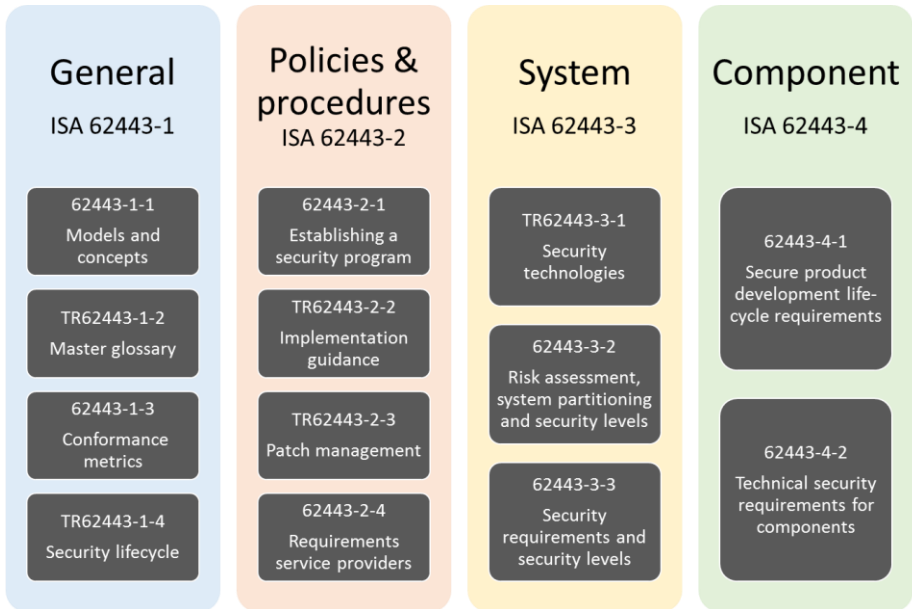 General
ISA 62443-1
62443-1-1
Models and
concepts
TR62443-1-2
Master glossary
62443-1-3
Conformance
metrics
TR62443-1-4
Security lifecycle
Policies &
procedures
ISA 62443-2
62443-2-1
Establishing a
security program
TR62443-2-2
Implementation
guidance
TR62443-2-3
Patch management
62443-2-4
Requirements
service providers
System
ISA 62443-3
TR62443-3-1
Security
technologies
62443-3-2
Risk assessment,
system partitioning
and security levels
62443-3-3
Security
requirements and
security levels
Component
ISA 62443-4
62443-4-1
Secure product
development life-
cycle requirements
62443-4-2
Technical security
requirements for
components